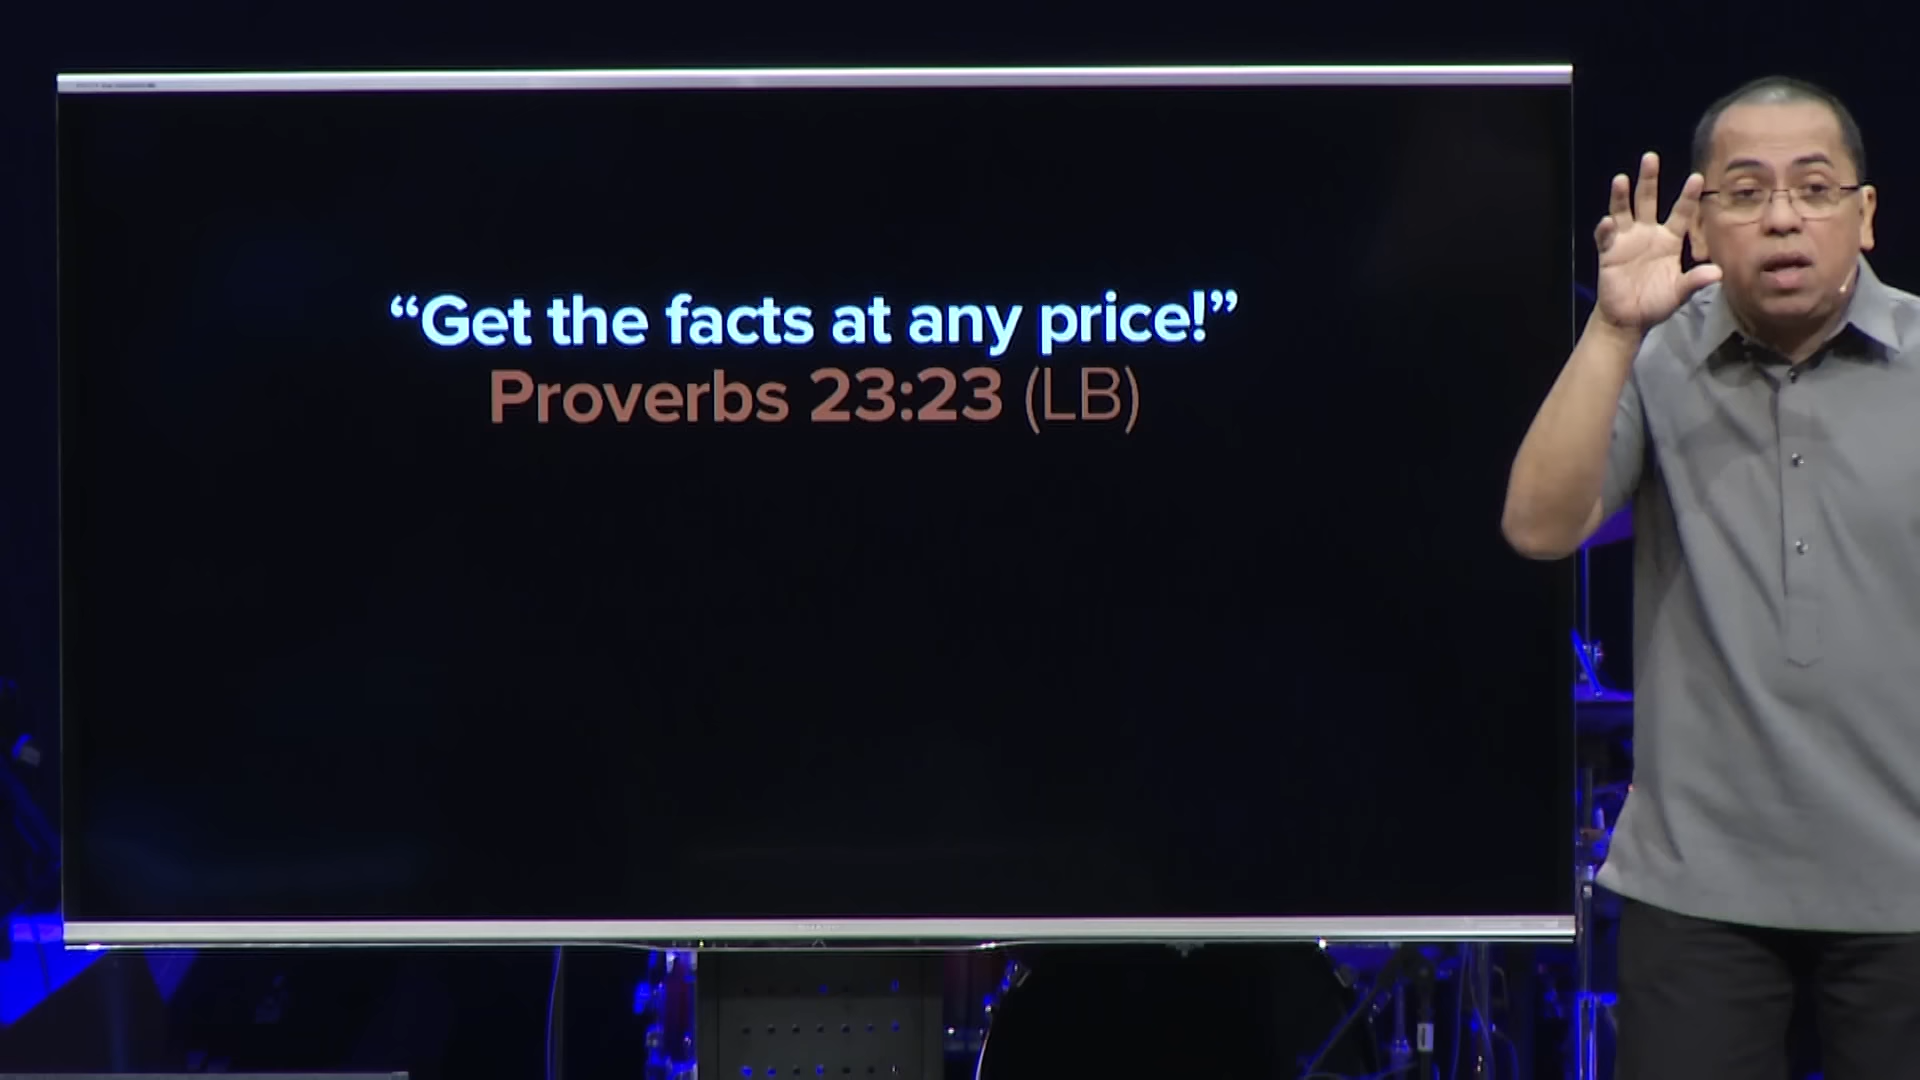 “Get the facts at any price!”
Proverbs 23:23 (LB)